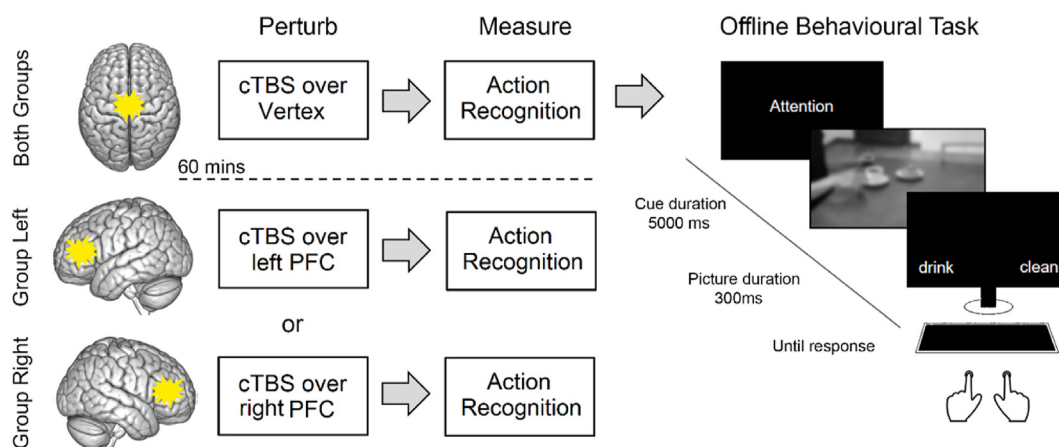 Perturb
Measure
Offline Behavioural Task
Both Groups
cTBS over
Vertex
Action
Recognition
Attention
60 mins
Cue duration
5000 ms
Group Left
cTBS over
left PFC
Action
Recognition
drink
clean
Picture duration
300ms
or
Until response
Group Right
cTBS over
right PFC
Action
Recognition